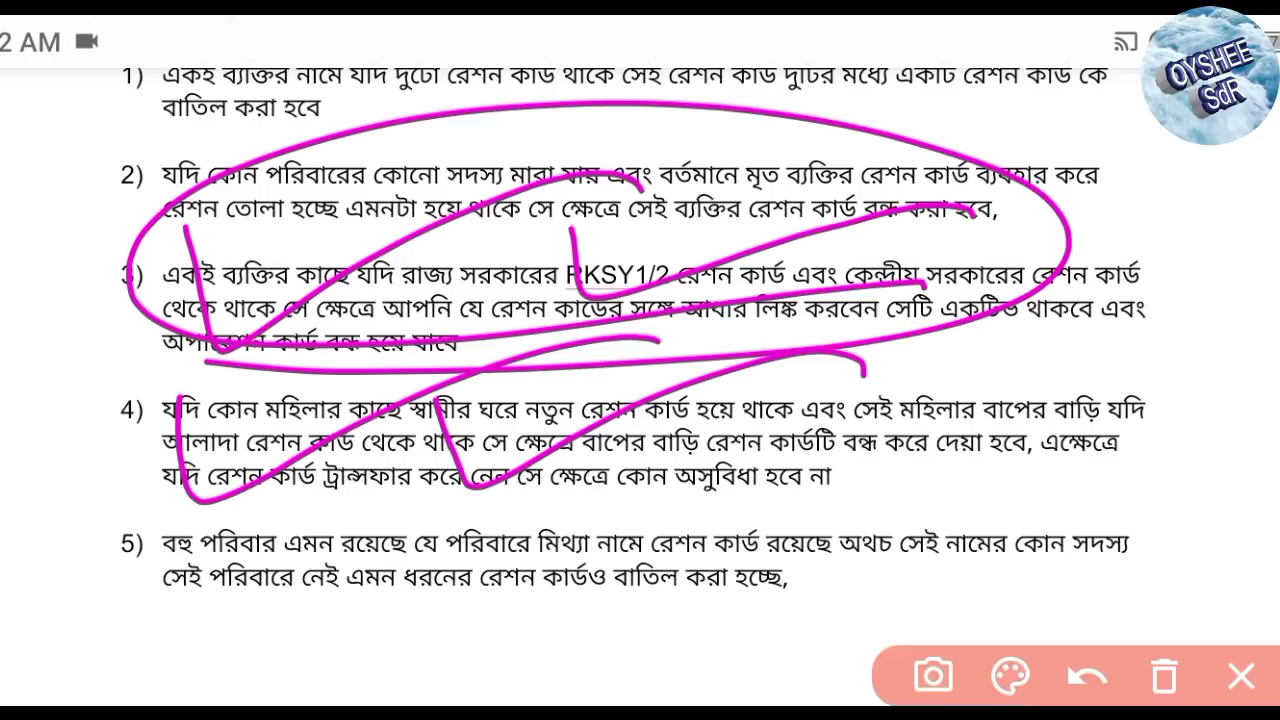 2 AM
OYSHEE
SdR
1) একই ব্যক্তির নামে যদি দুটো রেশন কার্ড থাকে সেই রেশন কার্ড দুটির মধ্যে একটি রেশন কার্ড কে
বাতিল করা হবে
2) যদি কোন পরিবারের কোনো সদস্য মারা যায় এবং বর্তমানে মৃত ব্যক্তির রেশন কার্ড ব্যবহার করে
রেশন তোলা হচ্ছে এমনটা হয়ে থাকে সে ক্ষেত্রে সেই ব্যক্তির রেশন কার্ড বন্ধ করা হবে,
3) একই ব্যক্তির কাছে যদি রাজ্য সরকারের RKSY1/2 রেশন কার্ড এবং কেন্দ্রীয় সরকারের রেশন কার্ড
থেকে থাকে সে ক্ষেত্রে আপনি যে রেশন কার্ডের সঙ্গে আধার লিঙ্ক করবেন সেটি একটিভ থাকবে এবং
অপারেশন কার্ড বন্ধ হয়ে যাবে
4) যদি কোন মহিলার কাছে স্বামীর ঘরে নতুন রেশন কার্ড হয়ে থাকে এবং সেই মহিলার বাপের বাড়ি যদি
আলাদা রেশন কার্ড থেকে থাকে সে ক্ষেত্রে বাপের বাড়ি রেশন কার্ডটি বন্ধ করে দেয়া হবে, এক্ষেত্রে
যদি রেশন কার্ড ট্রান্সফার করে নেন সে ক্ষেত্রে কোন অসুবিধা হবে না
5) বহু পরিবার এমন রয়েছে যে পরিবারে মিথ্যা নামে রেশন কার্ড রয়েছে অথচ সেই নামের কোন সদস্য
সেই পরিবারে নেই এমন ধরনের রেশন কার্ডও বাতিল করা হচ্ছে,